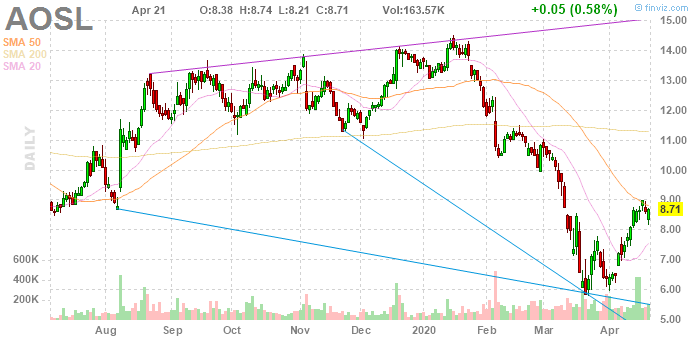 AOSL
Apr 21 O:8.38 H:8.74 L:8.21 C:8.71 Vol:163.57K +0.05 (0.58%)
© finviz.com
SMA 50
SMA 200
SMA 20
DAILY
15.00
14.00
13.00
12.00
11.00
10.00
9.00
8.71
8.00
7.00
6.00
5.00
600K
400K
200K
Aug Sep Oct Nov Dec 2020 Feb Mar Apr